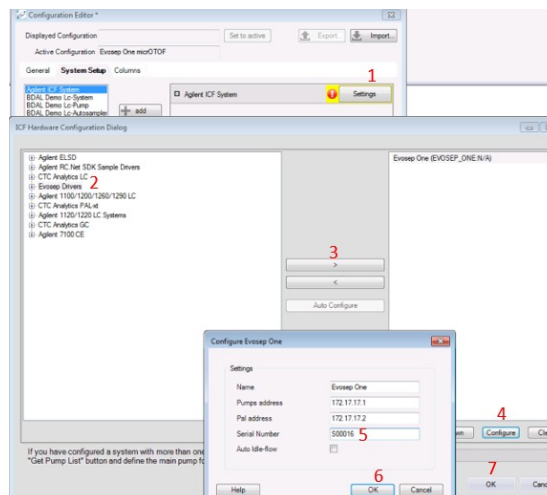 Configuration Editor *
Displayed Configuration
Set to active
Export
Import...
Active Configuration Evosep One micrOTOF
General System Setup Columns
1
Agilent ICF System
BDAL Demo Lc-System
BDAL Demo Lc-Pump
BDAL Demo Lc-Autosampler
add
Agilent ICF System
Settings
ICF Hardware Configuration Dialog
Agilent ELSD
Agilent RC.Net SDK Sample Drivers
CTC Analytics LC
Evosep Drivers
2
Agilent 1100/1200/1260/1290 LC
CTC Analytics PAL-xt
Agilent 1120/1220 LC Systems
CTC Analytics GC
Agilent 7100 CE
Evosep One (EVOSEP_ONE:N/A)
3
>
<
Auto Configure
Configure Evosep One
Settings
Name Evosep One
Pumps address 172.17.17.1
Pal address 172.17.17.2
Serial Number S00016
5
Auto Idle-flow
4
Configure
If you have configured a system with more than one
"Get Pump List" button and define the main pump fo
6
7
Help
OK
Cancel
OK
Canc